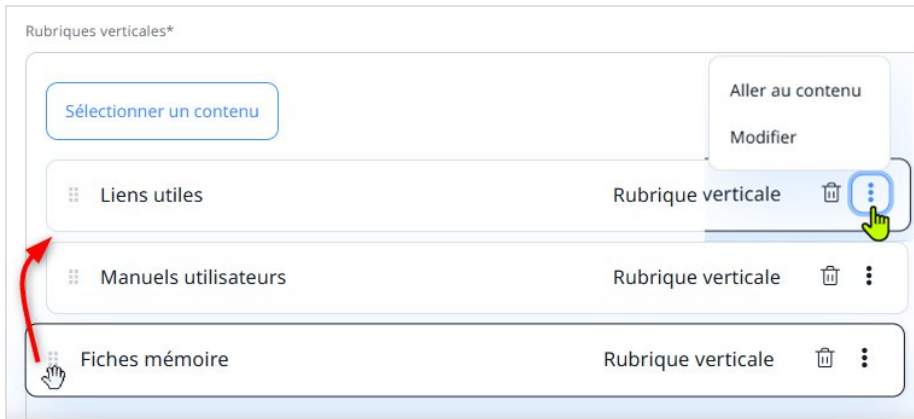 Rubriques verticales*
Sélectionner un contenu
Aller au contenu
Modifier
Liens utiles Rubrique verticale
Manuels utilisateurs Rubrique verticale
Fiches mémoire Rubrique verticale